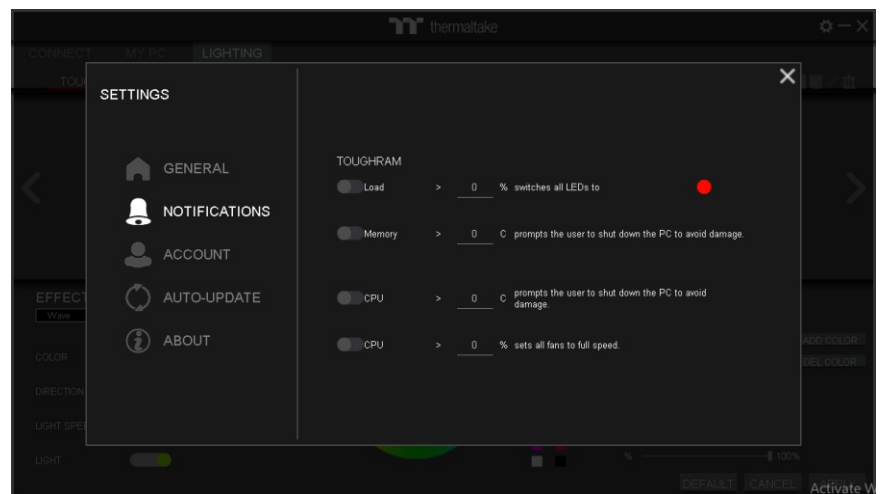 thermaltake
CONNECT MY PC LIGHTING
SETTINGS
GENERAL
NOTIFICATIONS
ACCOUNT
AUTO-UPDATE
ABOUT
TOUGHRAM
Load > 0 % switches all LEDs to
Memory > 0 C prompts the user to shut down the PC to avoid damage.
CPU > 0 C prompts the user to shut down the PC to avoid
damage.
CPU > 0 % sets all fans to full speed.
EFFECT
Wave
COLOR
DIRECTION
LIGHT SPE
LIGHT
ADD COLOR
DEL COLOR
% 100%
DEFAULT CANCEL
Activate W